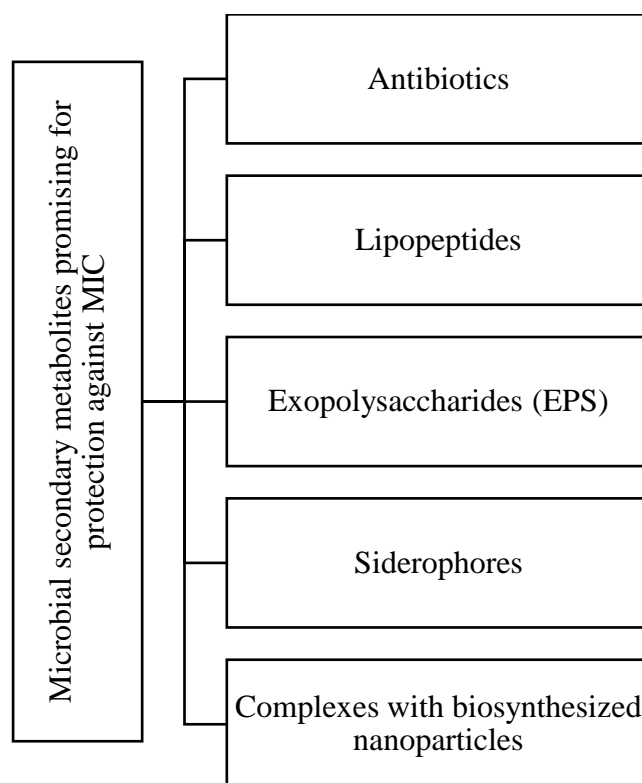 Microbial secondary metabolites promising for
protection against MIC
Antibiotics
Lipopeptides
Exopolysaccharides (EPS)
Siderophores
Complexes with biosynthesized
nanoparticles